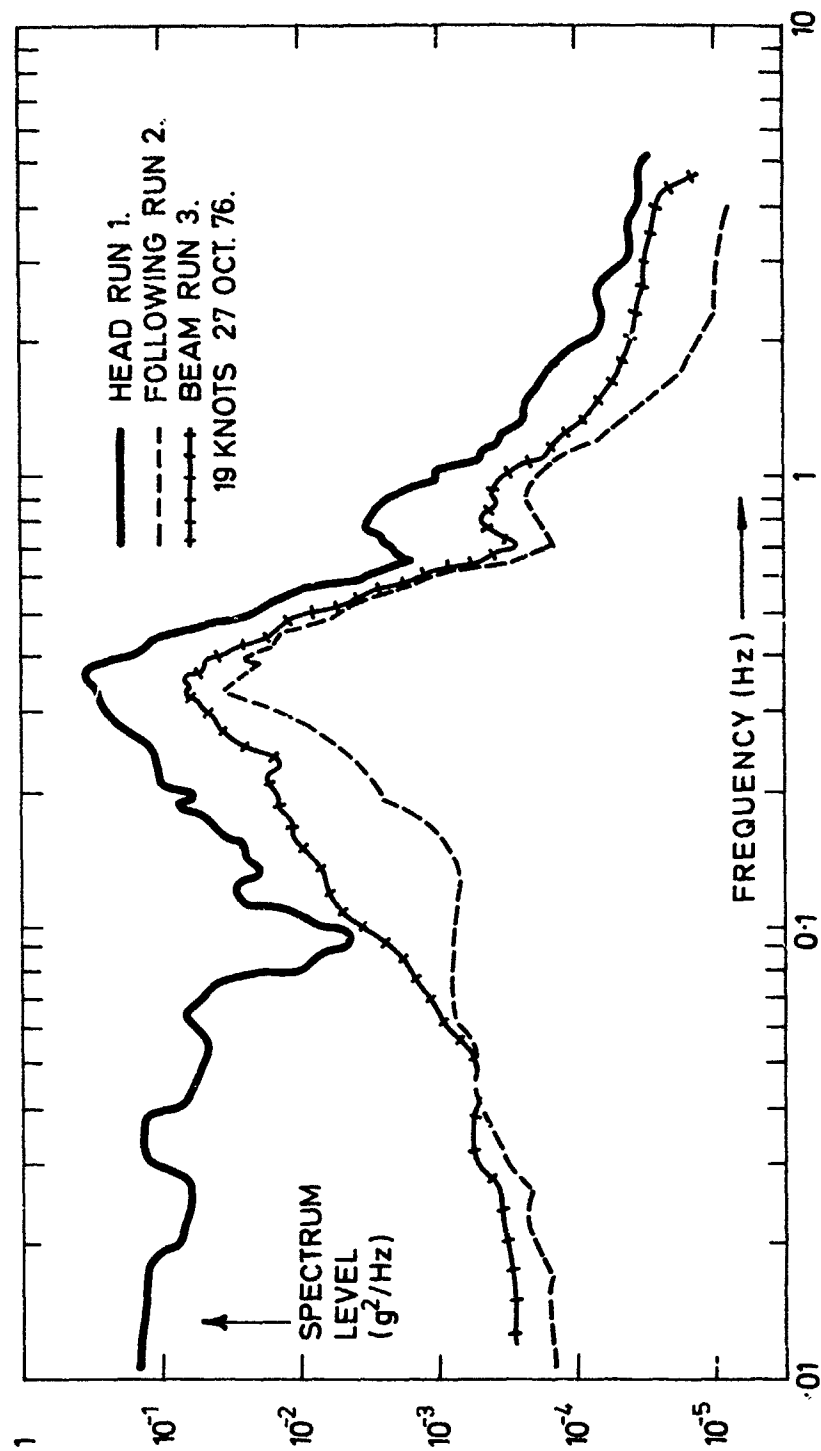 HEAD RUN 1.
FOLLOWING RUN 2.
BEAM RUN 3.
19 KNOTS 27 OCT. 76.
SPECTRUM
LEVEL
(g²/Hz)
1
10⁻¹
10⁻²
10⁻³
10⁻⁴
10⁻⁵
·01
0·1
1
10
FREQUENCY (Hz)